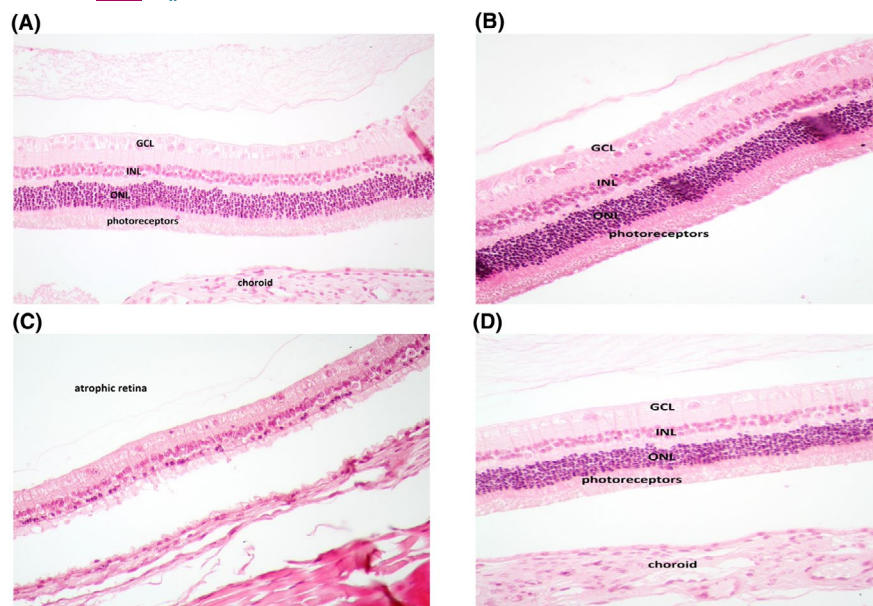 (A)
GCL
INL
ONL
photoreceptors
choroid
(B)
GCL
INL
ONL
photoreceptors
(C)
atrophic retina
(D)
GCL
INL
ONL
photoreceptors
choroid